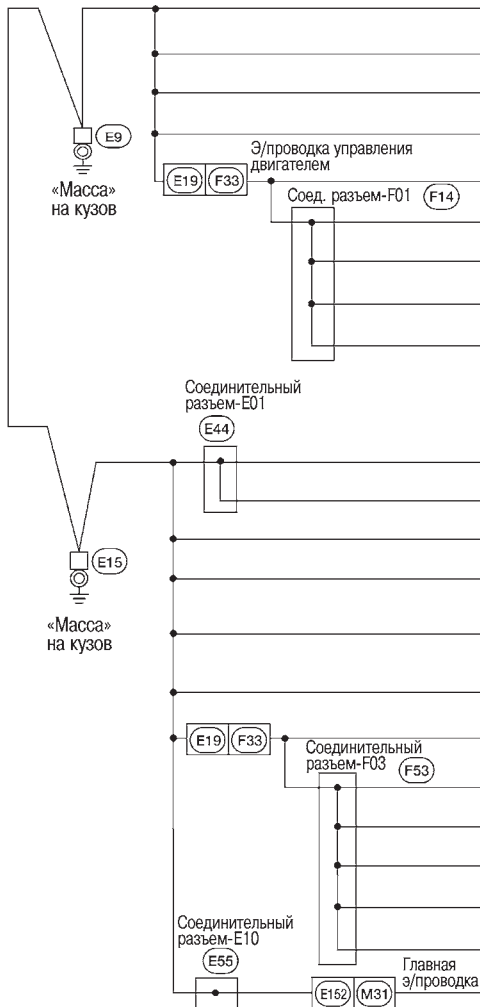 E9
«Масса»
на кузов
Э/проводка управления
двигателем
E19 F33
Соед. разъем-F01 F14
Соединительный
разъем-E01
E44
E15
«Масса»
на кузов
E19 F33
Соединительный
разъем-F03 F53
Соединительный
разъем-E10
E55
Главная
э/проводка
E152 M31